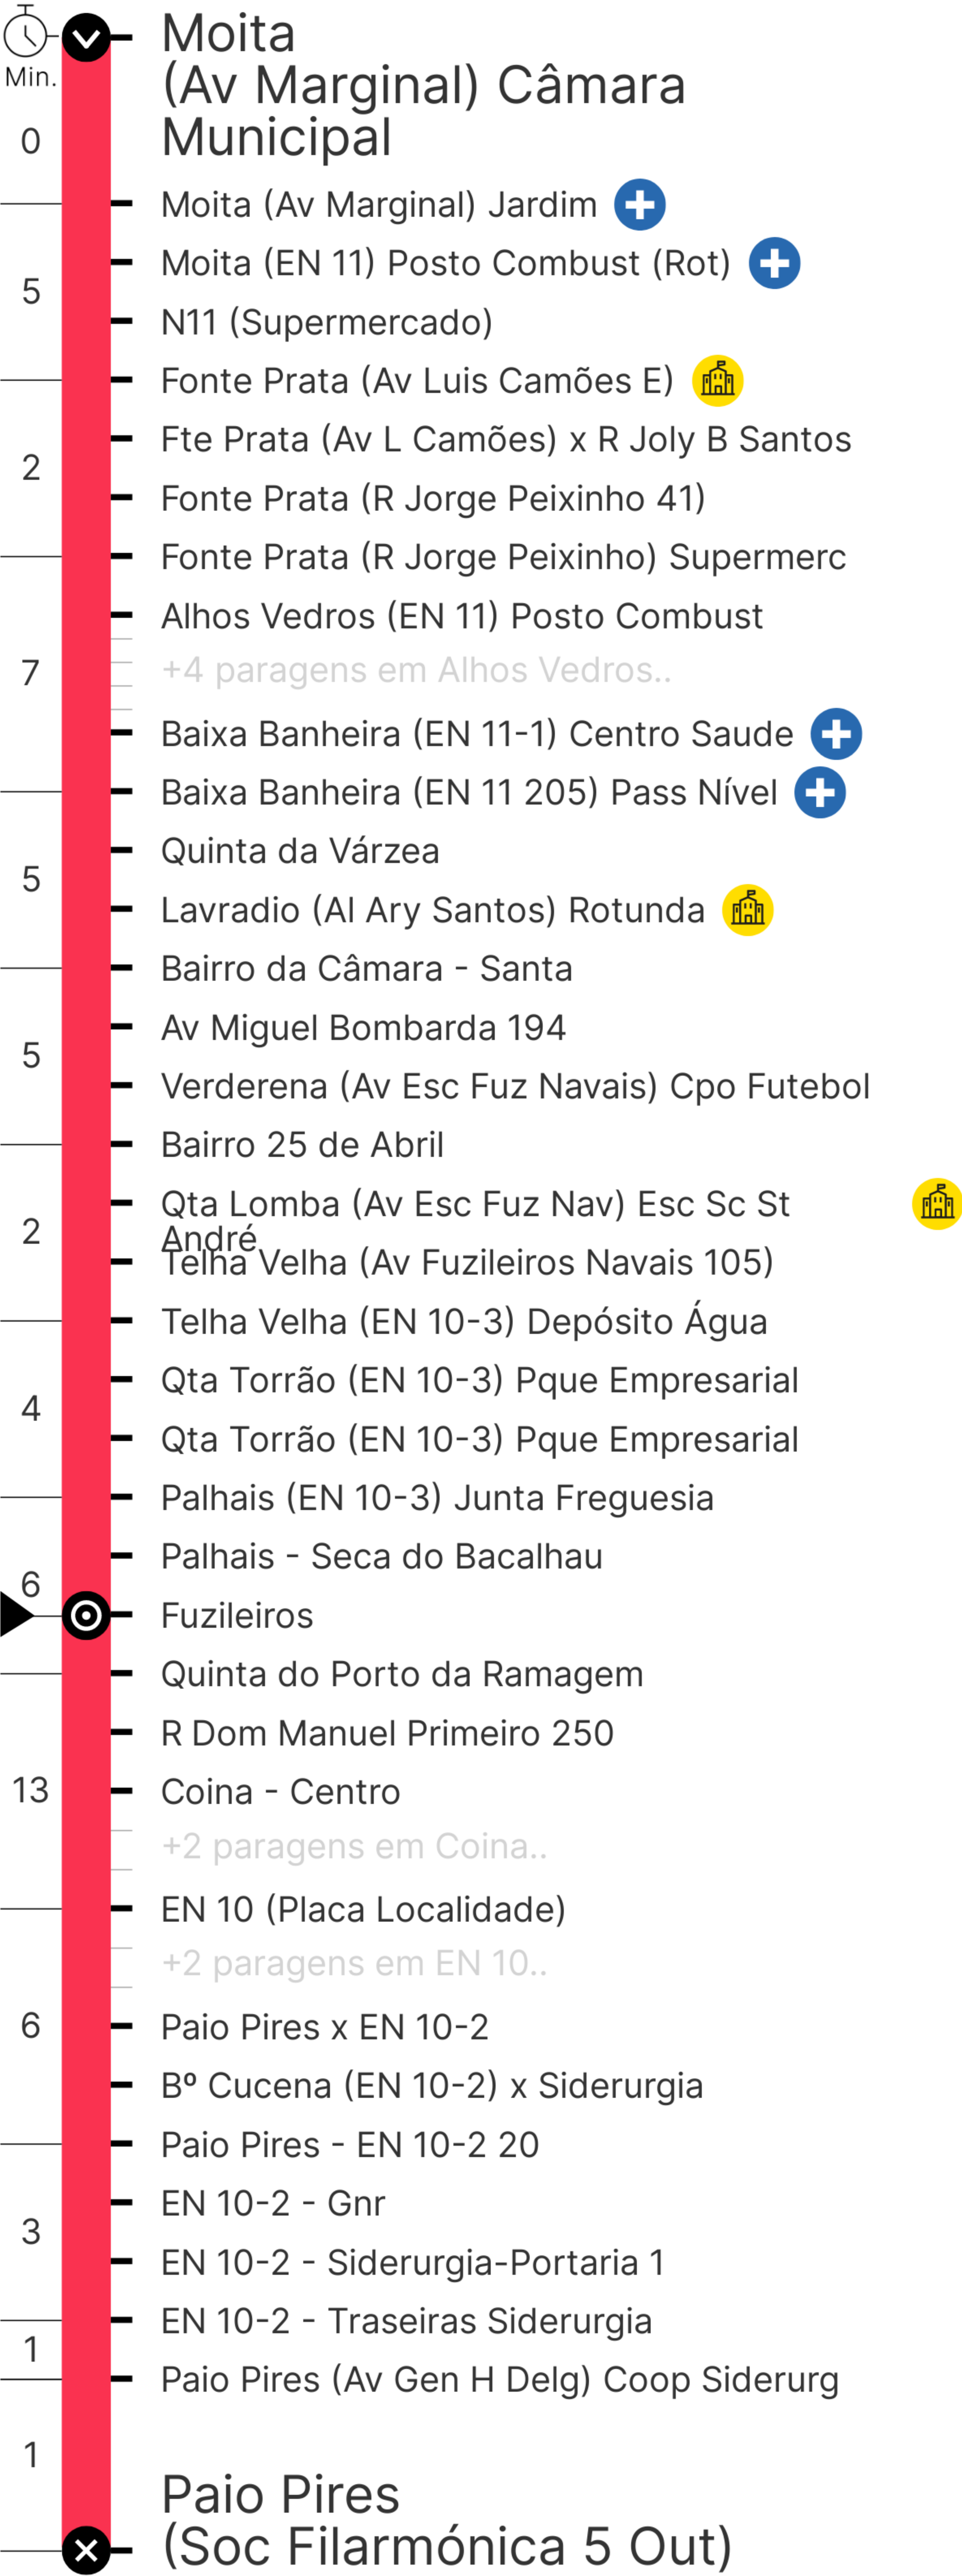 Moita
Min.
(Av Marginal) Câmara
Municipal
0
Moita (Av Marginal) Jardim
Moita (EN 11) Posto Combust (Rot)
5
N11 (Supermercado)
Fonte Prata (Av Luis Camões E)
Fte Prata (Av L Camões) x R Joly B Santos
2
Fonte Prata (R Jorge Peixinho 41)
Fonte Prata (R Jorge Peixinho) Supermerc
Alhos Vedros (EN 11) Posto Combust
7
+4 paragens em Alhos Vedros..
Baixa Banheira (EN 11-1) Centro Saude
Baixa Banheira (EN 11 205) Pass Nível
Quinta da Várzea
5
Lavradio (Al Ary Santos) Rotunda
Bairro da Câmara - Santa
Av Miguel Bombarda 194
5
Verderena (Av Esc Fuz Navais) Cpo Futebol
Bairro 25 de Abril
Qta Lomba (Av Esc Fuz Nav) Esc Sc St
André
2
Telha Velha (Av Fuzileiros Navais 105)
Telha Velha (EN 10-3) Depósito Água
Qta Torrão (EN 10-3) Pque Empresarial
4
Qta Torrão (EN 10-3) Pque Empresarial
Palhais (EN 10-3) Junta Freguesia
Palhais - Seca do Bacalhau
6
Fuzileiros
Quinta do Porto da Ramagem
R Dom Manuel Primeiro 250
13
Coina - Centro
+2 paragens em Coina..
EN 10 (Placa Localidade)
+2 paragens em EN 10..
6
Paio Pires x EN 10-2
Bº Cucena (EN 10-2) x Siderurgia
Paio Pires - EN 10-2 20
EN 10-2 - Gnr
3
EN 10-2 - Siderurgia-Portaria 1
EN 10-2 - Traseiras Siderurgia
1
Paio Pires (Av Gen H Delg) Coop Siderurg
1
Paio Pires
(Soc Filarmónica 5 Out)